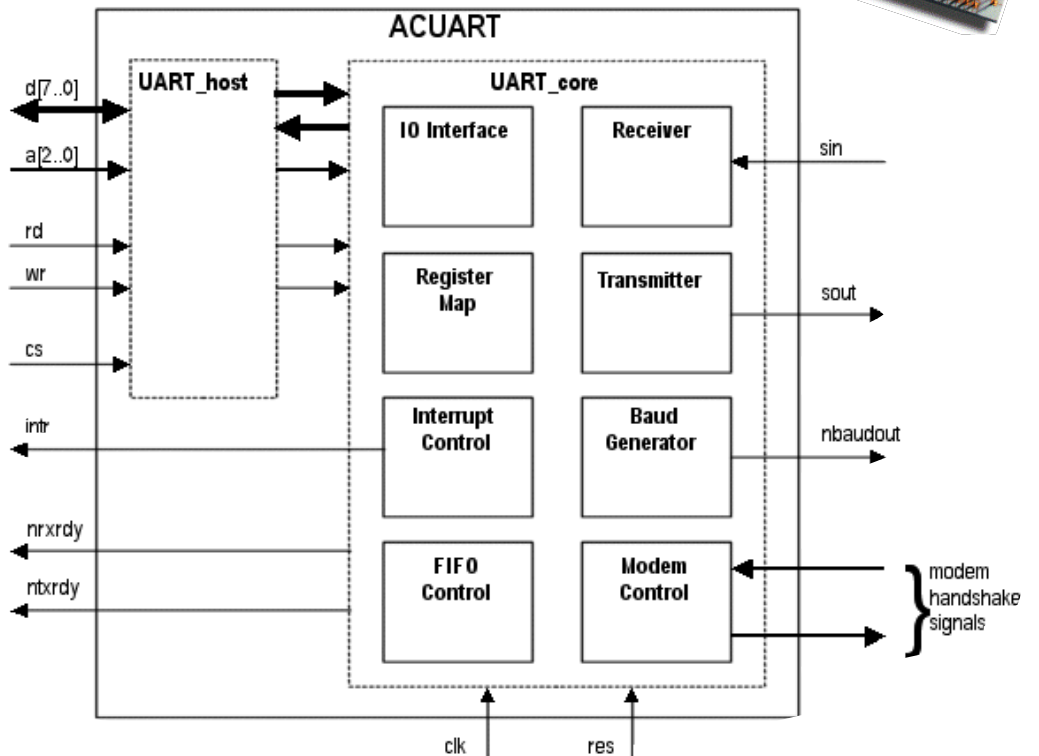 ACUART
UART_host
UART_core
d[7..0]
a[2..0]
rd
wr
cs
intr
nrxrdy
ntxrdy
IO Interface
Receiver
Register
Map
Transmitter
Interrupt
Control
Baud
Generator
FIFO
Control
Modem
Control
sin
sout
nbaudout
modem
handshake
signals
clk
res